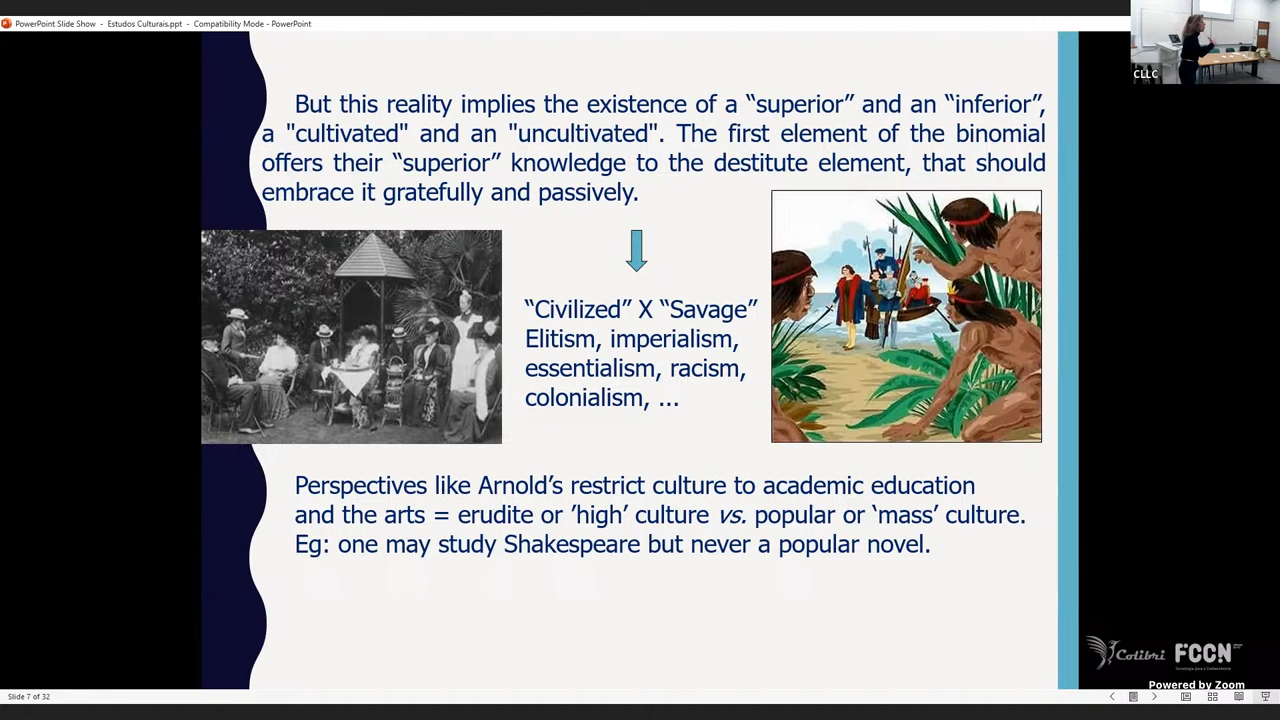 PowerPoint Slide Show - Estudos Culturais.ppt - Compatibility Mode - PowerPoint
CLLC
But this reality implies the existence of a “superior” and an “inferior”,
a "cultivated" and an "uncultivated". The first element of the binomial
offers their “superior” knowledge to the destitute element, that should
embrace it gratefully and passively.
“Civilized” X “Savage”
Elitism, imperialism,
essentialism, racism,
colonialism, ...
Perspectives like Arnold’s restrict culture to academic education
and the arts = erudite or ’high’ culture vs. popular or ‘mass’ culture.
Eg: one may study Shakespeare but never a popular novel.
Colibri FCCN
Powered by Zoom
Slide 7 of 32